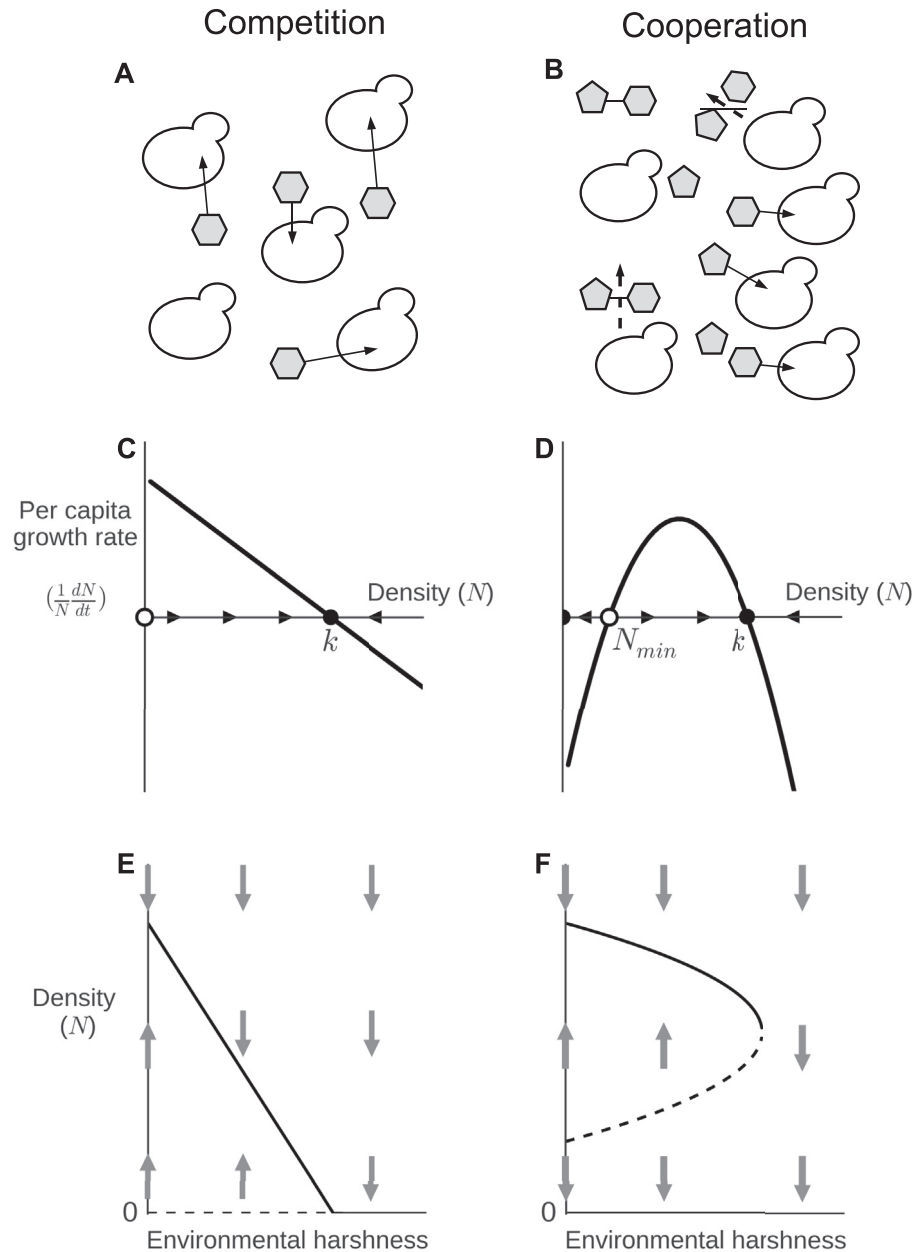 Competition
Cooperation
A
B
C
D
Per capita
growth rate
(1/N dN/dt)
Density (N)
k
Density (N)
N_min
k
E
F
Density
(N)
0
0
Environmental harshness
Environmental harshness